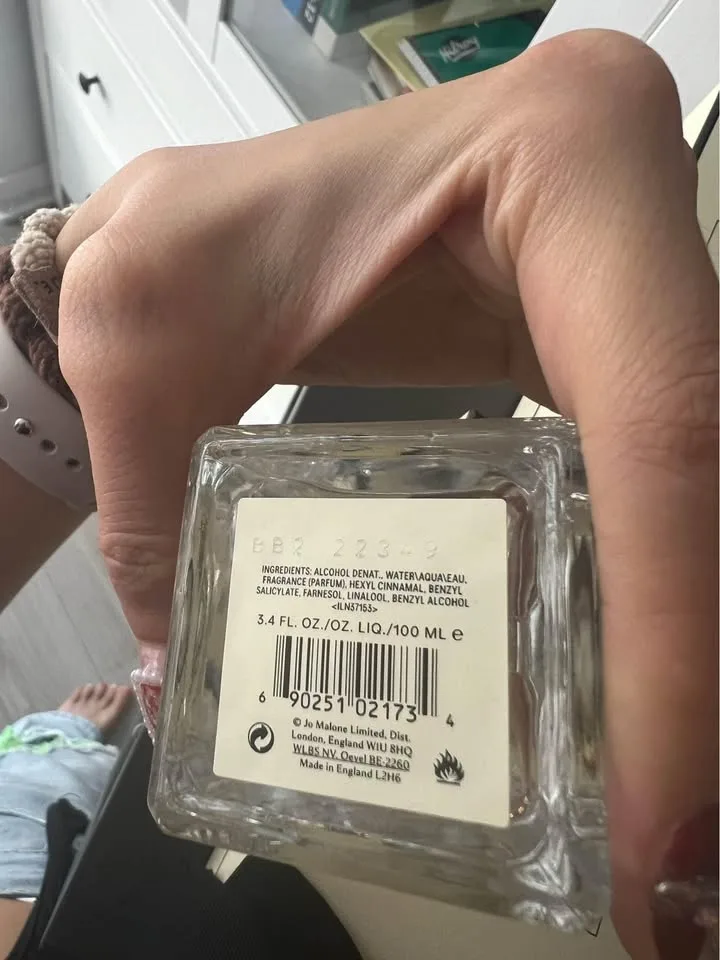 Hilroy
BB2 223-9
INGREDIENTS: ALCOHOL DENAT., WATER\AQUA\EAU,
FRAGRANCE (PARFUM), HEXYL CINNAMAL, BENZYL
SALICYLATE, FARNESOL, LINALOOL, BENZYL ALCOHOL
<ILN37153>
3.4 FL. OZ./OZ. LIQ./100 ML e
6 90251 02173 4
© Jo Malone Limited, Dist.
London, England W1U 8HQ
WLBS NV, Oevel BE-2260
Made in England L2H6